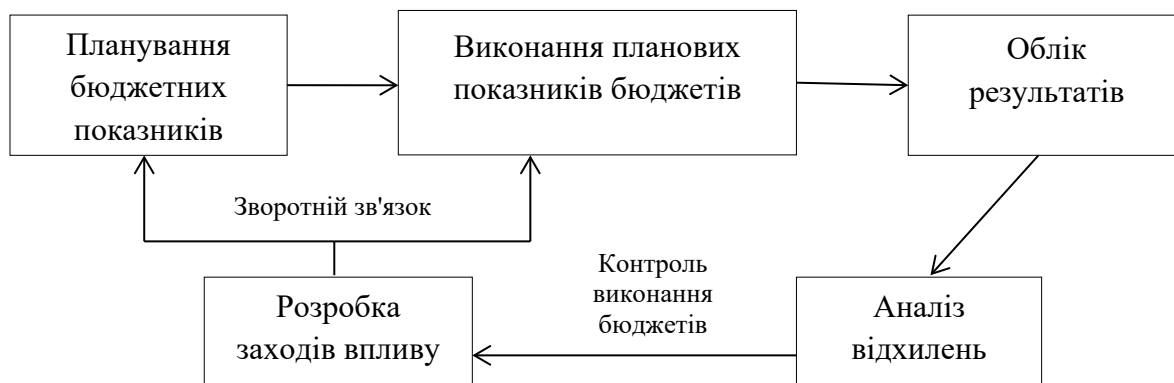 Планування
бюджетних
показників
Виконання планових
показників бюджетів
Облік
результатів
Зворотній зв'язок
Контроль
виконання
бюджетів
Розробка
заходів впливу
Аналіз
відхилень